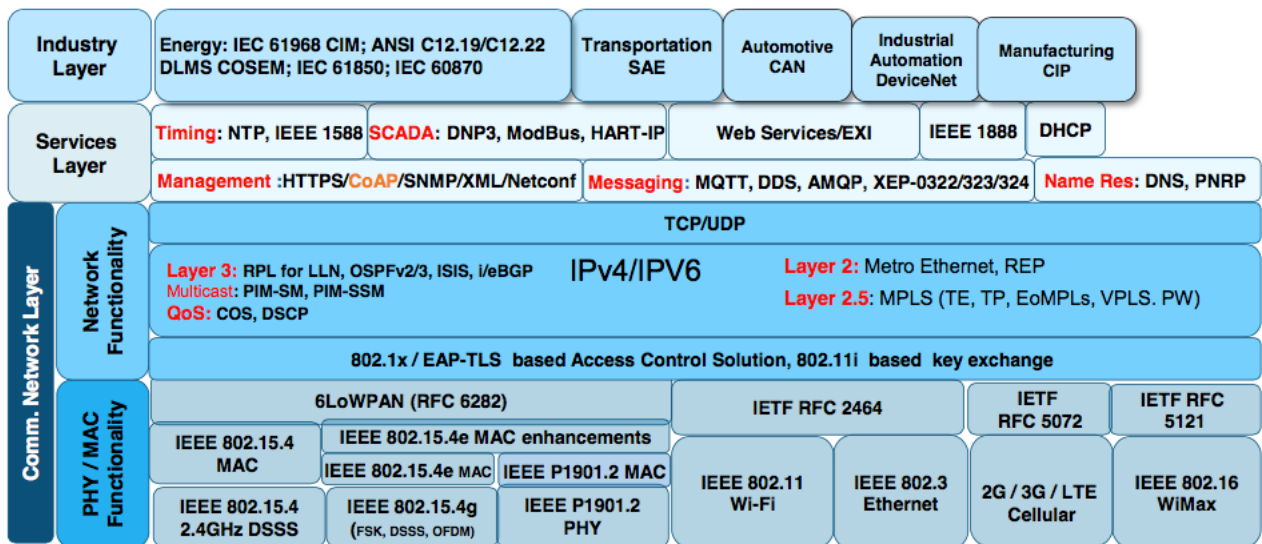 Industry
Layer
Energy: IEC 61968 CIM; ANSI C12.19/C12.22
DLMS COSEM; IEC 61850; IEC 60870
Transportation
SAE
Automotive
CAN
Industrial
Automation
DeviceNet
Manufacturing
CIP
Services
Layer
Timing: NTP, IEEE 1588
SCADA: DNP3, ModBus, HART-IP
Web Services/EXI
IEEE 1888
DHCP
Management :HTTPS/CoAP/SNMP/XML/Netconf
Messaging: MQTT, DDS, AMQP, XEP-0322/323/324
Name Res: DNS, PNRP
Comm. Network Layer
Network
Functionality
TCP/UDP
Layer 3: RPL for LLN, OSPFv2/3, ISIS, i/eBGP
Multicast: PIM-SM, PIM-SSM
QoS: COS, DSCP
IPv4/IPV6
Layer 2: Metro Ethernet, REP
Layer 2.5: MPLS (TE, TP, EoMPLs, VPLS. PW)
802.1x / EAP-TLS based Access Control Solution, 802.11i based key exchange
PHY / MAC
Functionality
6LoWPAN (RFC 6282)
IETF RFC 2464
IETF
RFC 5072
IETF RFC
5121
IEEE 802.15.4
MAC
IEEE 802.15.4e MAC enhancements
IEEE 802.15.4e MAC
IEEE P1901.2 MAC
IEEE 802.15.4
2.4GHz DSSS
IEEE 802.15.4g
(FSK, DSSS, OFDM)
IEEE P1901.2
PHY
IEEE 802.11
Wi-Fi
IEEE 802.3
Ethernet
2G / 3G / LTE
Cellular
IEEE 802.16
WiMax